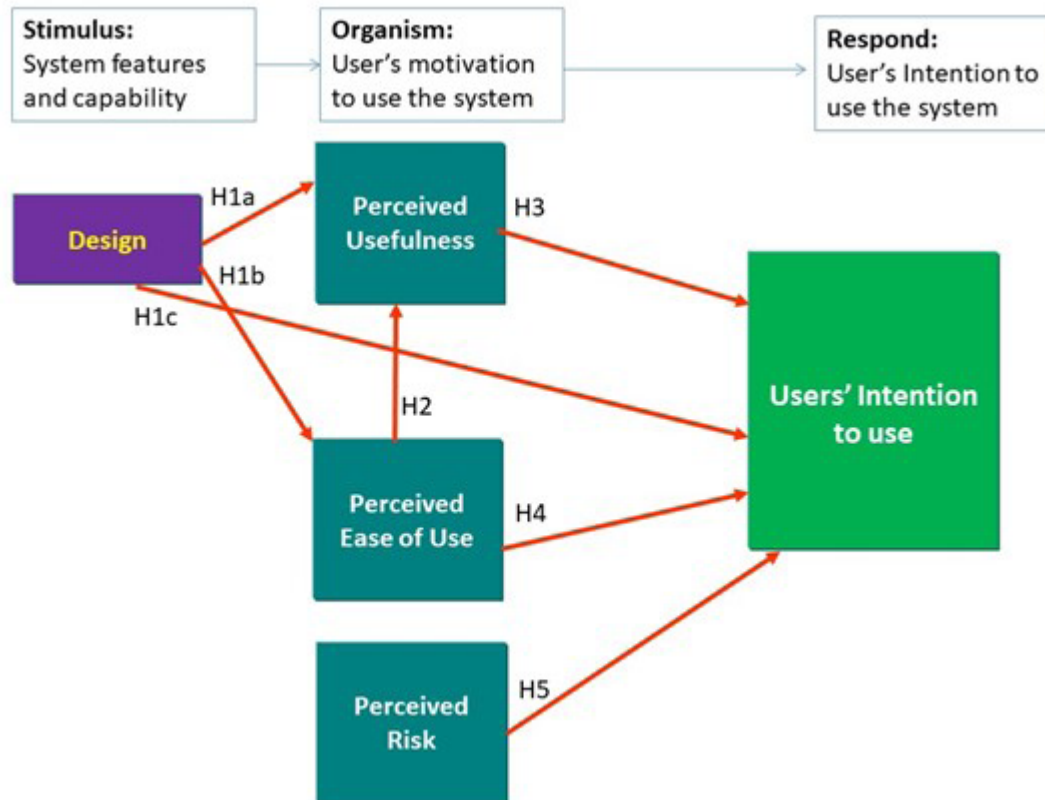 Stimulus:
System features
and capability
Organism:
User's motivation
to use the system
Respond:
User's Intention to
use the system
H1a
Perceived
Usefulness
H3
Design
H1b
H1c
H2
Users' Intention
to use
Perceived
Ease of Use
H4
Perceived
Risk
H5